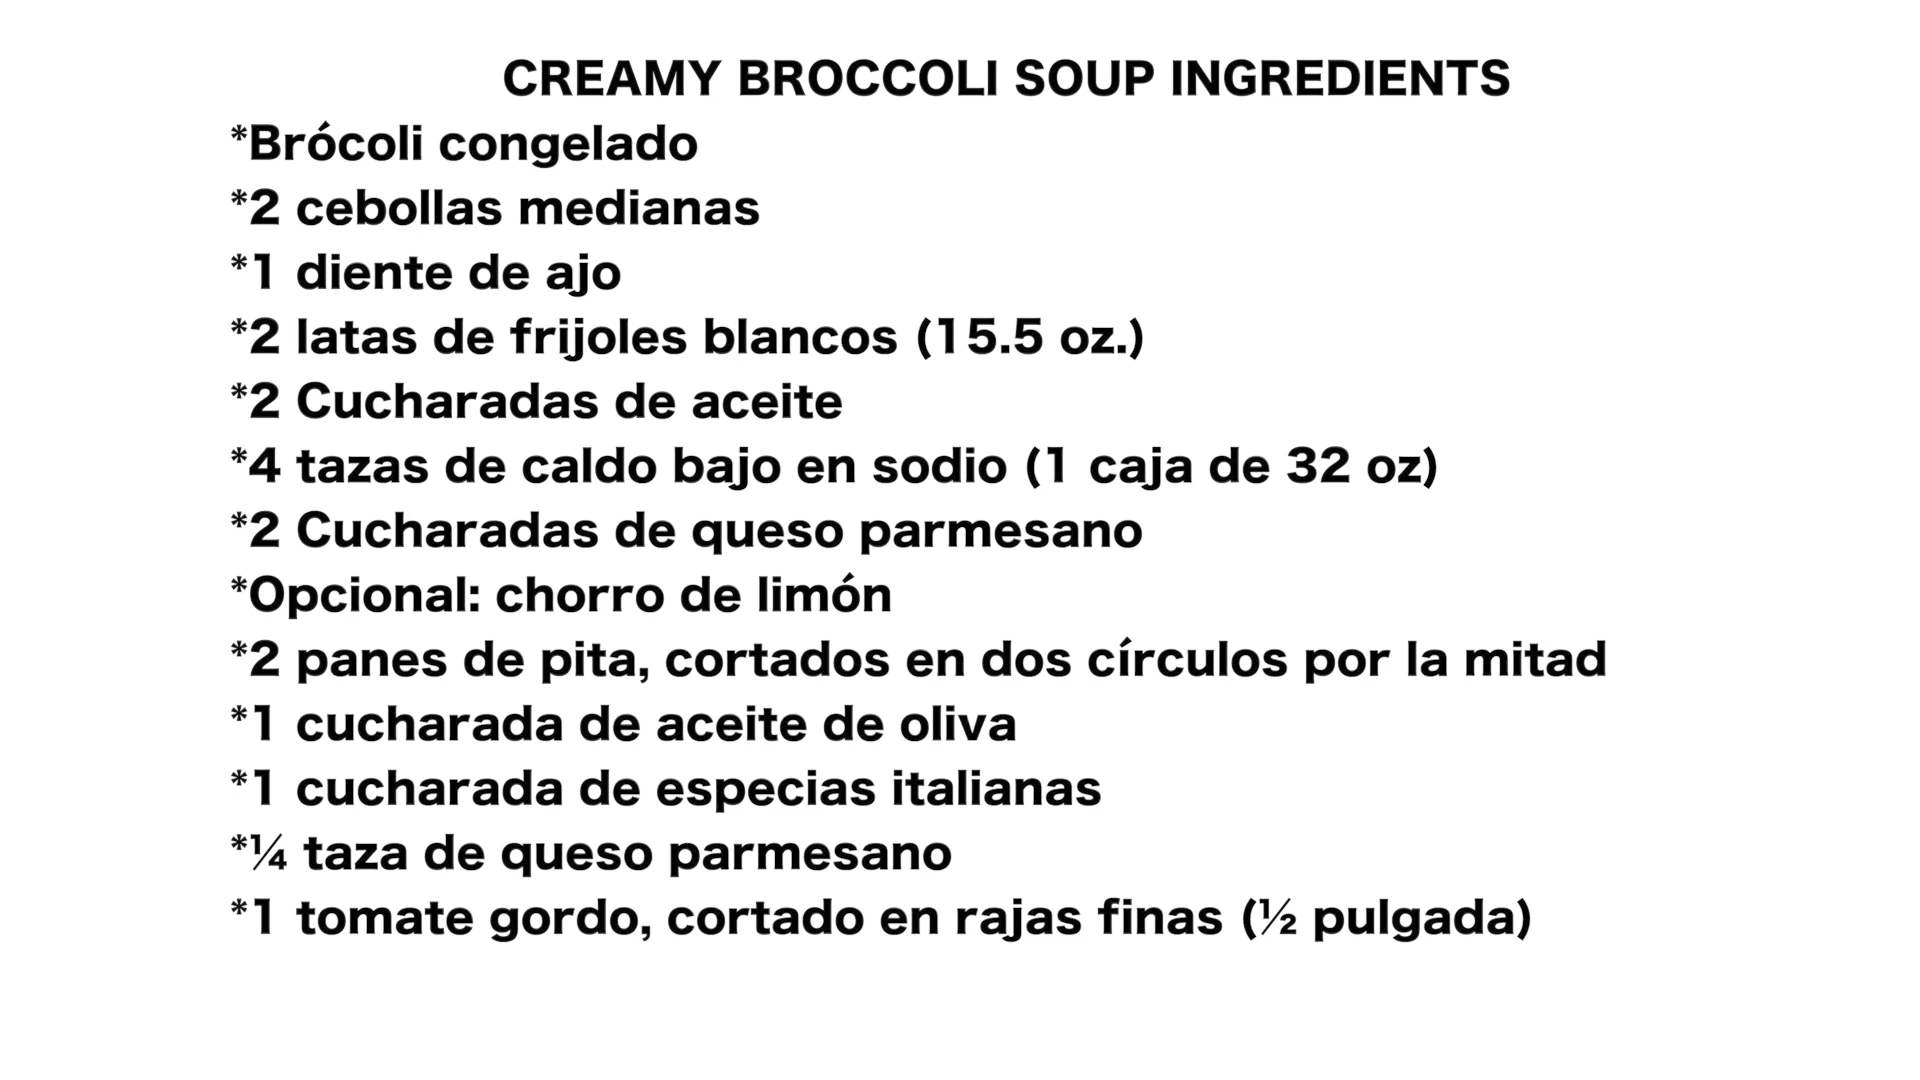 CREAMY BROCCOLI SOUP INGREDIENTS
*Brócoli congelado
*2 cebollas medianas
*1 diente de ajo
*2 latas de frijoles blancos (15.5 oz.)
*2 Cucharadas de aceite
*4 tazas de caldo bajo en sodio (1 caja de 32 oz)
*2 Cucharadas de queso parmesano
*Opcional: chorro de limón
*2 panes de pita, cortados en dos círculos por la mitad
*1 cucharada de aceite de oliva
*1 cucharada de especias italianas
*¼ taza de queso parmesano
*1 tomate gordo, cortado en rajas finas (½ pulgada)